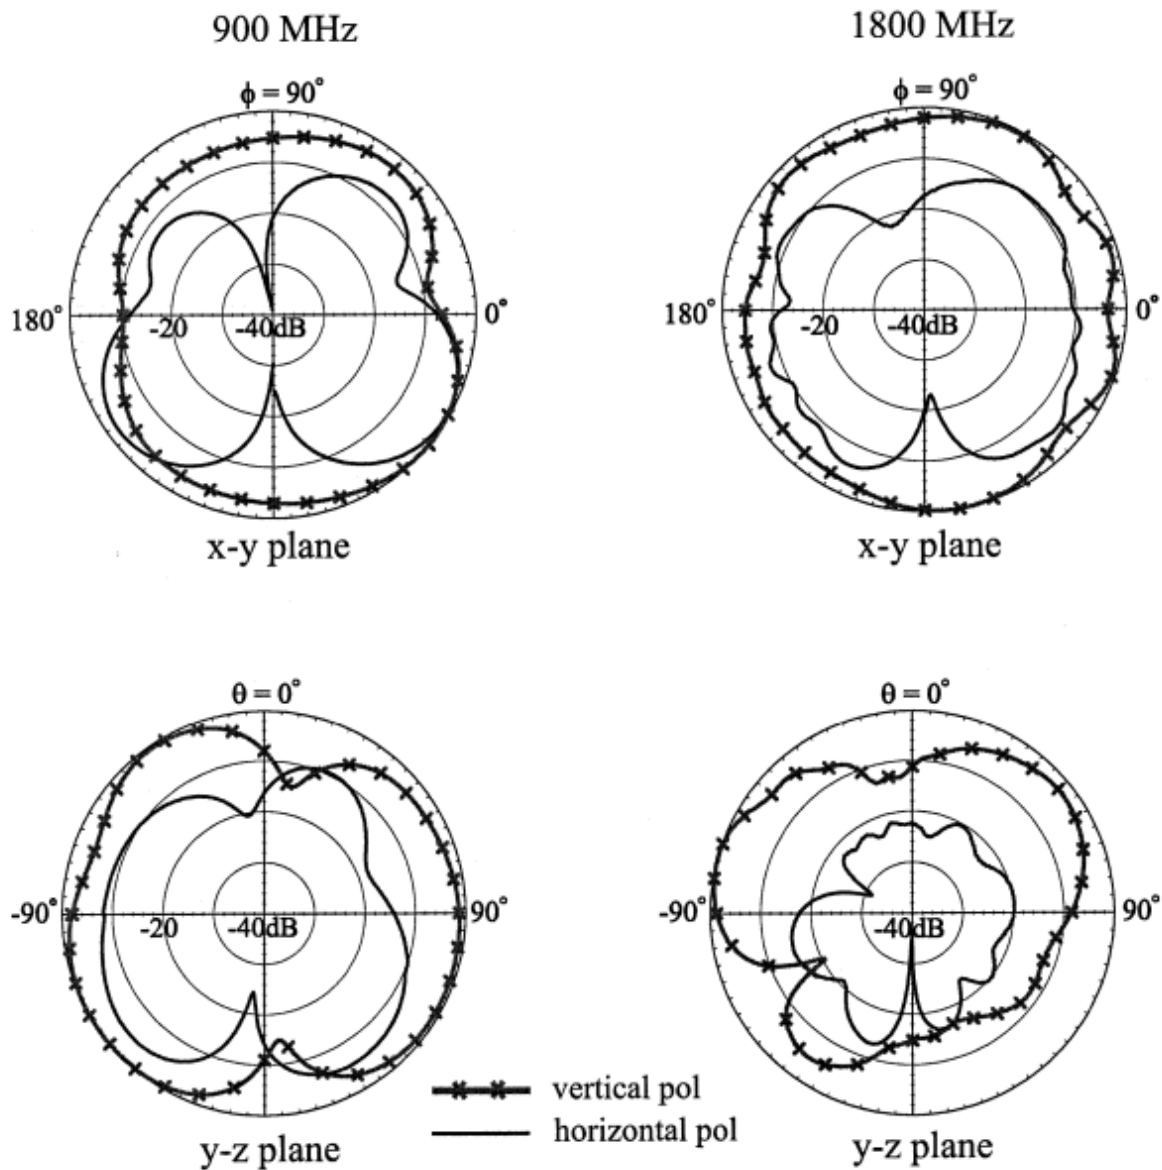 900 MHz
1800 MHz
ϕ = 90°
ϕ = 90°
180°
-20
-40dB
0°
180°
-20
-40dB
0°
x-y plane
x-y plane
θ = 0°
θ = 0°
-90°
-20
-40dB
90°
-90°
-20
-40dB
90°
vertical pol
horizontal pol
y-z plane
y-z plane